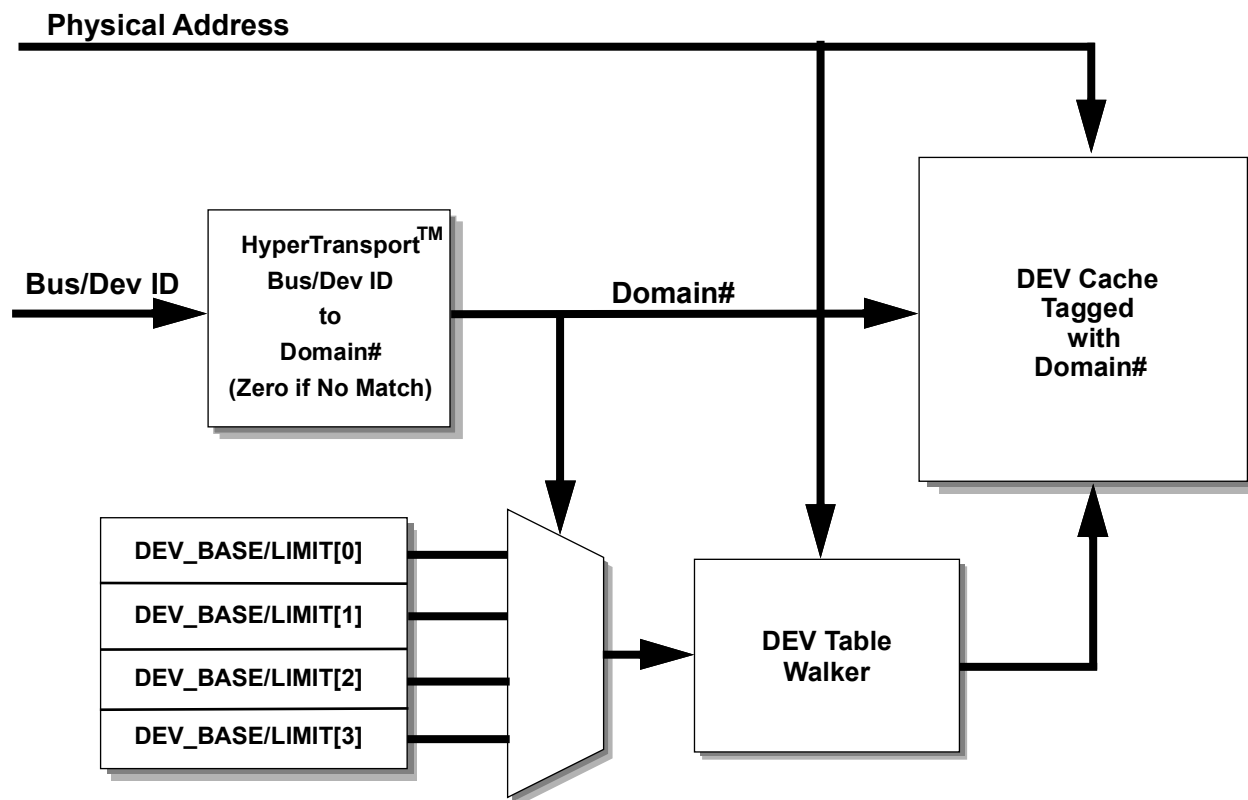 Physical Address
HyperTransport™
Bus/Dev ID
to
Domain#
(Zero if No Match)
Bus/Dev ID
Domain#
DEV Cache
Tagged
with
Domain#
DEV_BASE/LIMIT[0]
DEV_BASE/LIMIT[1]
DEV_BASE/LIMIT[2]
DEV_BASE/LIMIT[3]
DEV Table
Walker